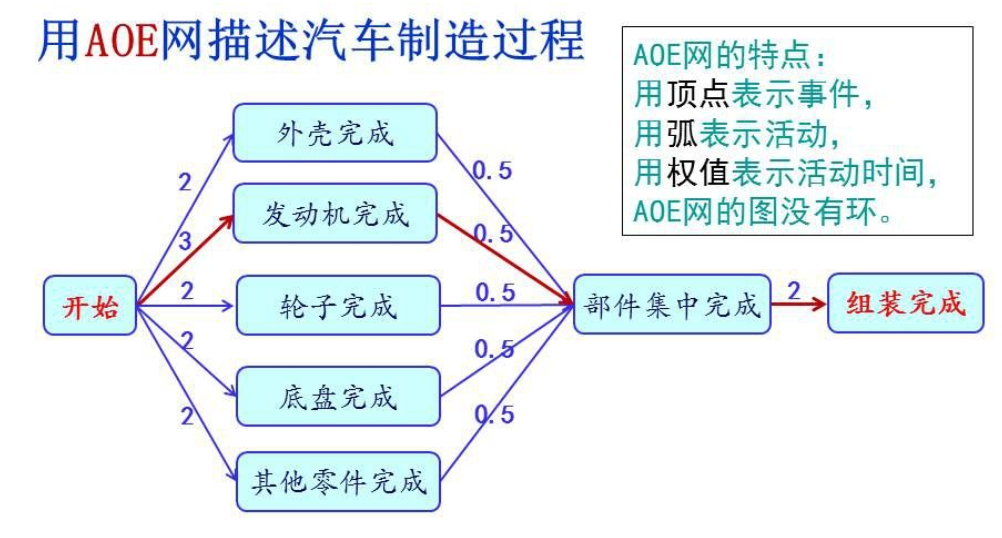 用AOE网描述汽车制造过程
AOE网的特点：
用顶点表示事件，
用弧表示活动，
用权值表示活动时间，
AOE网的图没有环。
外壳完成
2
0.5
发动机完成
3
0.5
开始
2
轮子完成
0.5
部件集中完成
2
组装完成
2
0.5
底盘完成
2
0.5
其他零件完成